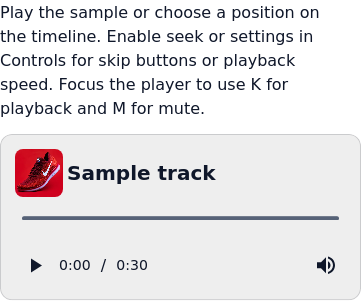 Play the sample or choose a position on
the timeline. Enable seek or settings in
Controls for skip buttons or playback
speed. Focus the player to use K for
playback and M for mute.
Sample track
0:00 / 0:30